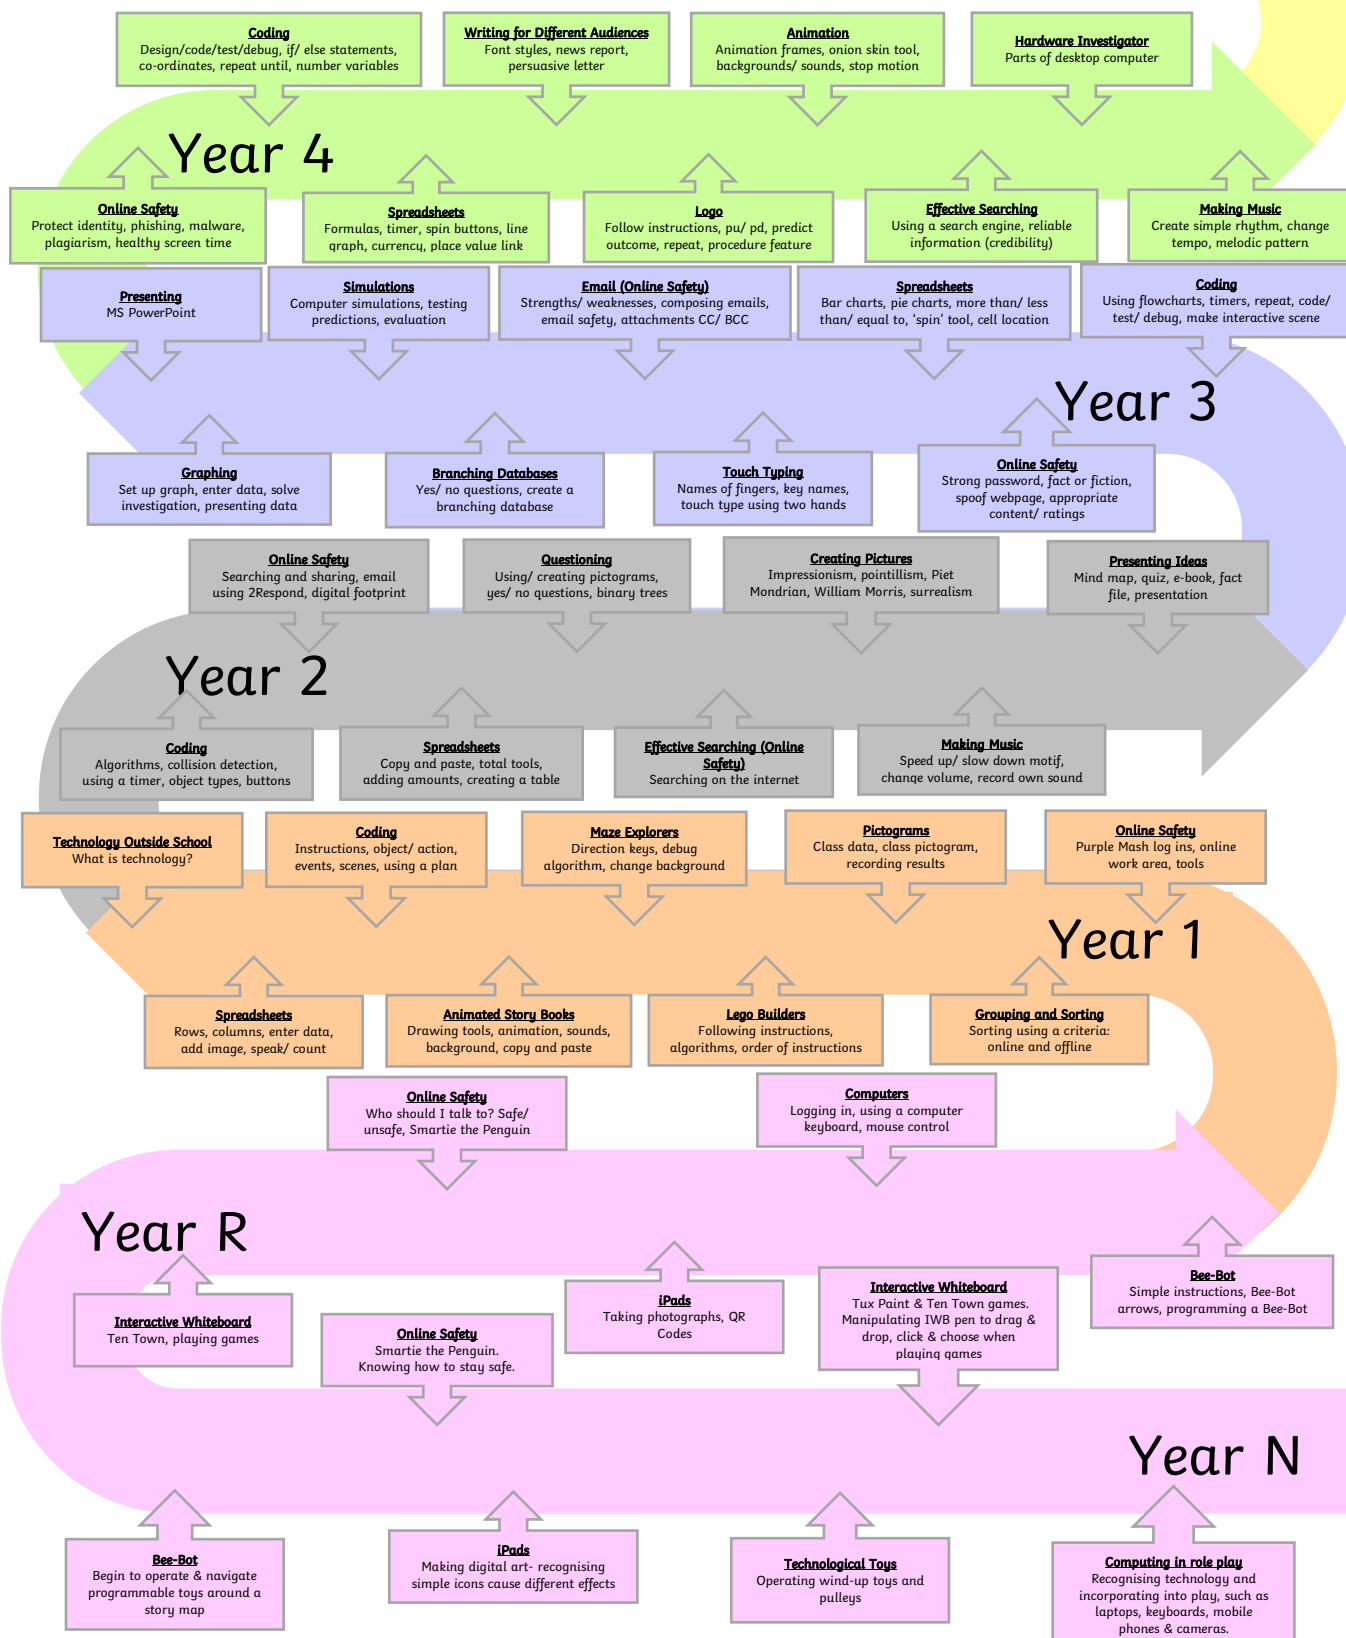 Coding
Design/code/test/debug, if/ else statements,
co-ordinates, repeat until, number variables
Writing for Different Audiences
Font styles, news report,
persuasive letter
Animation
Animation frames, onion skin tool,
backgrounds/ sounds, stop motion
Hardware Investigator
Parts of desktop computer
Year 4
Online Safety
Protect identity, phishing, malware,
plagiarism, healthy screen time
Spreadsheets
Formulas, timer, spin buttons, line
graph, currency, place value link
Logo
Follow instructions, pu/ pd, predict
outcome, repeat, procedure feature
Effective Searching
Using a search engine, reliable
information (credibility)
Making Music
Create simple rhythm, change
tempo, melodic pattern
Presenting
MS PowerPoint
Simulations
Computer simulations, testing
predictions, evaluation
Email (Online Safety)
Strengths/ weaknesses, composing emails,
email safety, attachments CC/ BCC
Spreadsheets
Bar charts, pie charts, more than/ less
than/ equal to, ‘spin’ tool, cell location
Coding
Using flowcharts, timers, repeat, code/
test/ debug, make interactive scene
Year 3
Graphing
Set up graph, enter data, solve
investigation, presenting data
Branching Databases
Yes/ no questions, create a
branching database
Touch Typing
Names of fingers, key names,
touch type using two hands
Online Safety
Strong password, fact or fiction,
spoof webpage, appropriate
content/ ratings
Online Safety
Searching and sharing, email
using 2Respond, digital footprint
Questioning
Using/ creating pictograms,
yes/ no questions, binary trees
Creating Pictures
Impressionism, pointillism, Piet
Mondrian, William Morris, surrealism
Presenting Ideas
Mind map, quiz, e-book, fact
file, presentation
Year 2
Coding
Algorithms, collision detection,
using a timer, object types, buttons
Spreadsheets
Copy and paste, total tools,
adding amounts, creating a table
Effective Searching (Online
Safety)
Searching on the internet
Making Music
Speed up/ slow down motif,
change volume, record own sound
Technology Outside School
What is technology?
Coding
Instructions, object/ action,
events, scenes, using a plan
Maze Explorers
Direction keys, debug
algorithm, change background
Pictograms
Class data, class pictogram,
recording results
Online Safety
Purple Mash log ins, online
work area, tools
Year 1
Spreadsheets
Rows, columns, enter data,
add image, speak/ count
Animated Story Books
Drawing tools, animation, sounds,
background, copy and paste
Lego Builders
Following instructions,
algorithms, order of instructions
Grouping and Sorting
Sorting using a criteria:
online and offline
Online Safety
Who should I talk to? Safe/
unsafe, Smartie the Penguin
Computers
Logging in, using a computer
keyboard, mouse control
Year R
Interactive Whiteboard
Ten Town, playing games
Online Safety
Smartie the Penguin.
Knowing how to stay safe.
iPads
Taking photographs, QR
Codes
Interactive Whiteboard
Tux Paint & Ten Town games.
Manipulating IWB pen to drag &
drop, click & choose when
playing games
Bee-Bot
Simple instructions, Bee-Bot
arrows, programming a Bee-Bot
Year N
Bee-Bot
Begin to operate & navigate
programmable toys around a
story map
iPads
Making digital art- recognising
simple icons cause different effects
Technological Toys
Operating wind-up toys and
pulleys
Computing in role play
Recognising technology and
incorporating into play, such as
laptops, keyboards, mobile
phones & cameras.